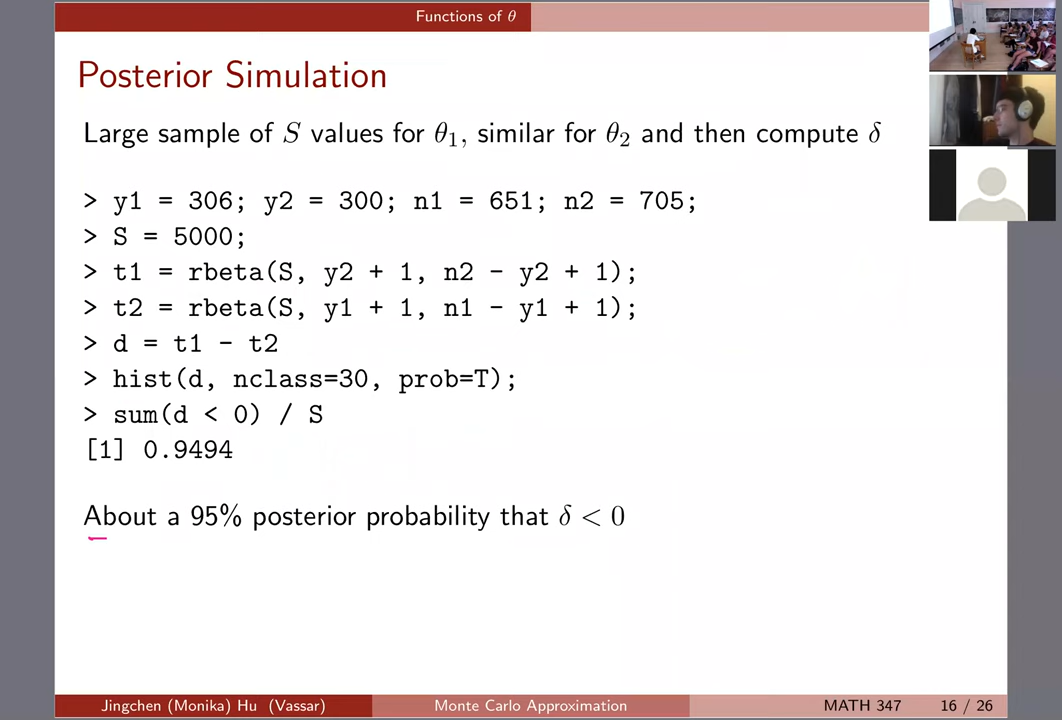 Functions of θ
Posterior Simulation
Large sample of S values for θ₁, similar for θ₂ and then compute δ
> y1 = 306; y2 = 300; n1 = 651; n2 = 705;
> S = 5000;
> t1 = rbeta(S, y2 + 1, n2 - y2 + 1);
> t2 = rbeta(S, y1 + 1, n1 - y1 + 1);
> d = t1 - t2
> hist(d, nclass=30, prob=T);
> sum(d < 0) / S
[1] 0.9494
About a 95% posterior probability that δ < 0
Jingchen (Monika) Hu (Vassar) Monte Carlo Approximation MATH 347 16 / 26